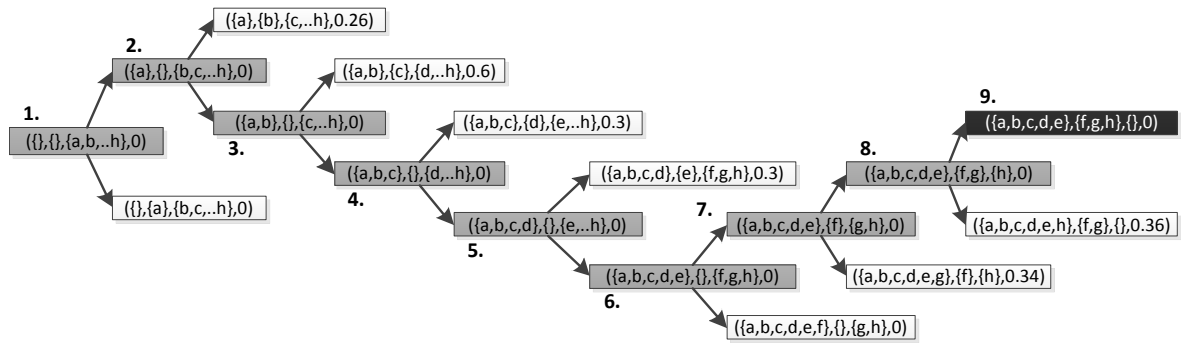 ({a},{b},{c,..h},0.26)
2.
({a},{},{b,c,..h},0)
({a,b},{c},{d,..h},0.6)
1.
({},{},{a,b,..h},0)
({a,b},{},{c,..h},0)
3.
({a,b,c},{d},{e,..h},0.3)
9.
({a,b,c,d,e},{f,g,h},{},0)
({a,b,c},{},{d,..h},0)
4.
({a,b,c,d},{e},{f,g,h},0.3)
8.
({a,b,c,d,e},{f,g},{h},0)
({},{a},{b,c,..h},0)
({a,b,c,d},{},{e,..h},0)
5.
7.
({a,b,c,d,e},{f},{g,h},0)
({a,b,c,d,e,h},{f,g},{},0.36)
({a,b,c,d,e},{},{f,g,h},0)
6.
({a,b,c,d,e,g},{f},{h},0.34)
({a,b,c,d,e,f},{},{g,h},0)